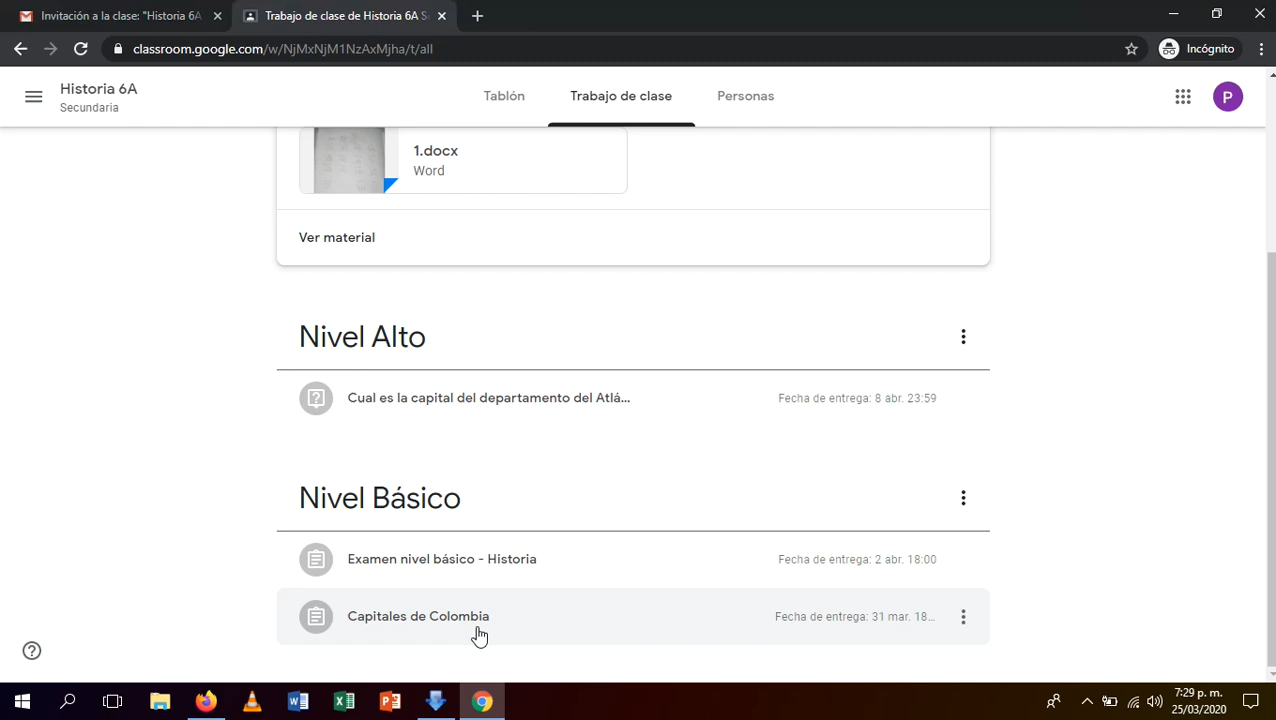 Invitación a la clase: "Historia 6A
Trabajo de clase de Historia 6A S
classroom.google.com/w/NjMxNjM1NzAxMjha/t/all
Incógnito
Historia 6A
Secundaria
Tablón
Trabajo de clase
Personas
P
1.docx
Word
Ver material
Nivel Alto
Cual es la capital del departamento del Atlá...
Fecha de entrega: 8 abr. 23:59
Nivel Básico
Examen nivel básico - Historia
Fecha de entrega: 2 abr. 18:00
Capitales de Colombia
Fecha de entrega: 31 mar. 18...
7:29 p. m.
25/03/2020